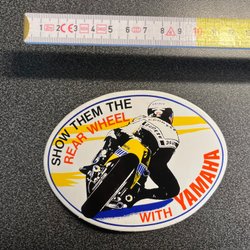 SHOW THEM THE
REAR WHEEL
WITH YAMAHA